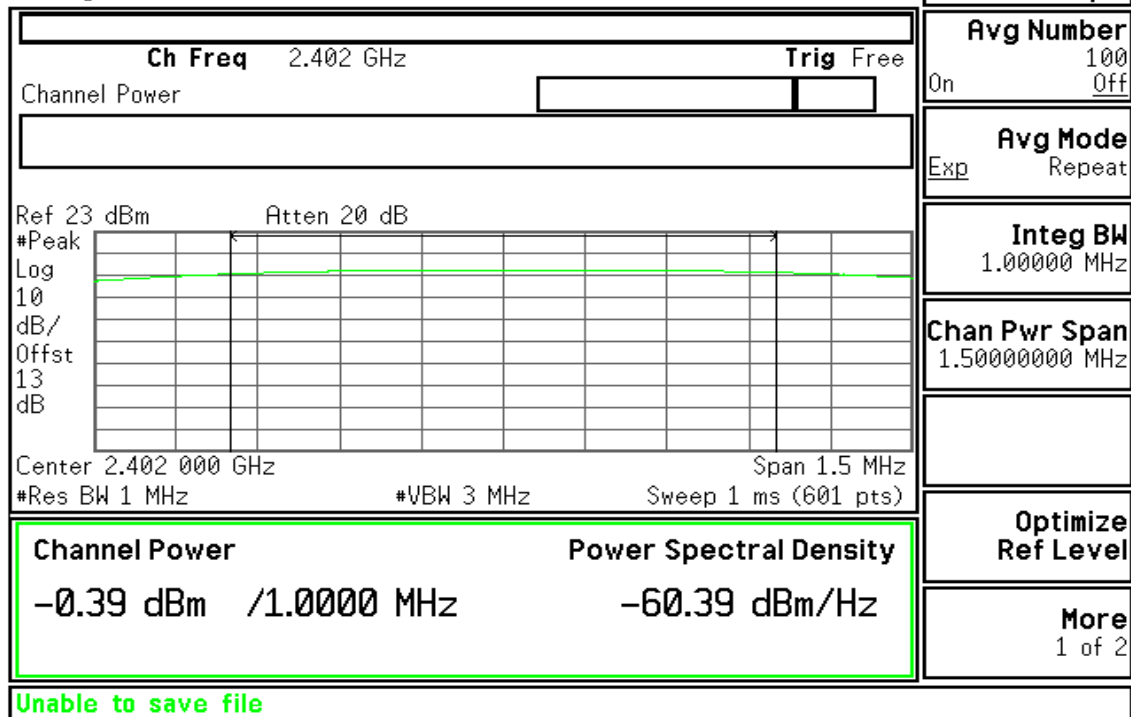 Ch Freq 2.402 GHz Trig Free
Channel Power
Ref 23 dBm Atten 20 dB
#Peak
Log
10
dB/
Offst
13
dB
Center 2.402 000 GHz Span 1.5 MHz
#Res BW 1 MHz #VBW 3 MHz Sweep 1 ms (601 pts)
Channel Power Power Spectral Density
-0.39 dBm /1.0000 MHz -60.39 dBm/Hz
Unable to save file
Avg Number
100
On Off
Avg Mode
Exp Repeat
Integ BW
1.00000 MHz
Chan Pwr Span
1.50000000 MHz
Optimize
Ref Level
More
1 of 2